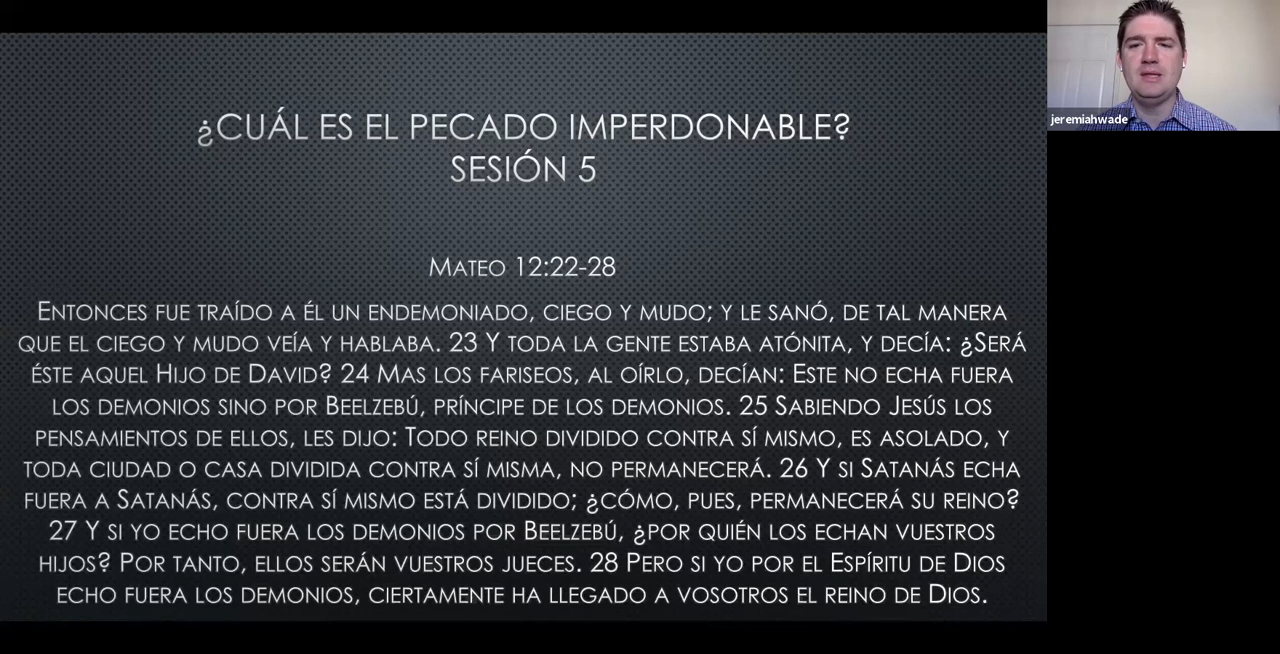 ¿CUÁL ES EL PECADO IMPERDONABLE?
SESIÓN 5
MATEO 12:22-28
ENTONCES FUE TRAÍDO A ÉL UN ENDEMONIADO, CIEGO Y MUDO; Y LE SANÓ, DE TAL MANERA
QUE EL CIEGO Y MUDO VEÍA Y HABLABA. 23 Y TODA LA GENTE ESTABA ATÓNITA, Y DECÍA: ¿SERÁ
ÉSTE AQUEL HIJO DE DAVID? 24 MAS LOS FARISEOS, AL OÍRLO, DECÍAN: ESTE NO ECHA FUERA
LOS DEMONIOS SINO POR BEELZEBÚ, PRÍNCIPE DE LOS DEMONIOS. 25 SABIENDO JESÚS LOS
PENSAMIENTOS DE ELLOS, LES DIJO: TODO REINO DIVIDIDO CONTRA SÍ MISMO, ES ASOLADO, Y
TODA CIUDAD O CASA DIVIDIDA CONTRA SÍ MISMA, NO PERMANECERÁ. 26 Y SI SATANÁS ECHA
FUERA A SATANÁS, CONTRA SÍ MISMO ESTÁ DIVIDIDO; ¿CÓMO, PUES, PERMANECERÁ SU REINO?
27 Y SI YO ECHO FUERA LOS DEMONIOS POR BEELZEBÚ, ¿POR QUIÉN LOS ECHAN VUESTROS
HIJOS? POR TANTO, ELLOS SERÁN VUESTROS JUECES. 28 PERO SI YO POR EL ESPÍRITU DE DIOS
ECHO FUERA LOS DEMONIOS, CIERTAMENTE HA LLEGADO A VOSOTROS EL REINO DE DIOS.
jeremiahwade